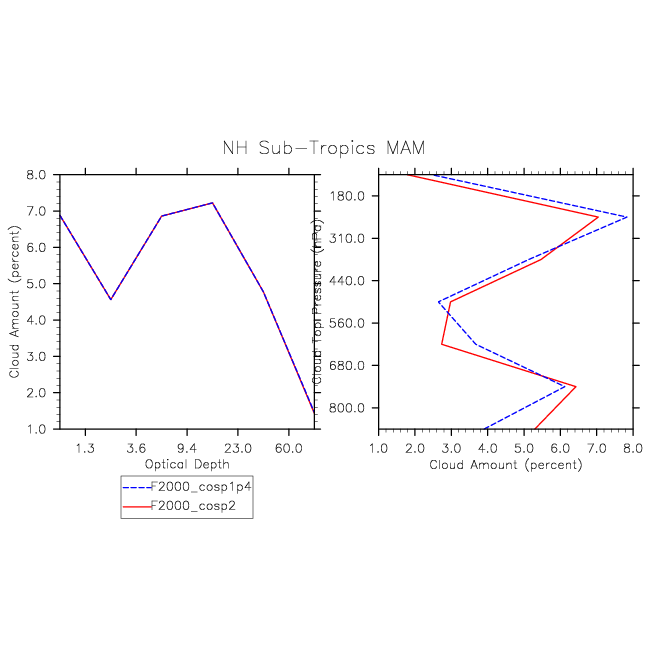 NH Sub-Tropics MAM
Cloud Amount (percent)
8.0
7.0
6.0
5.0
4.0
3.0
2.0
1.0
1.3 3.6 9.4 23.0 60.0
Optical Depth
Cloud Top Pressure (hPa)
180.0
310.0
440.0
560.0
680.0
800.0
1.0 2.0 3.0 4.0 5.0 6.0 7.0 8.0
Cloud Amount (percent)
F2000_cosp1p4
F2000_cosp2